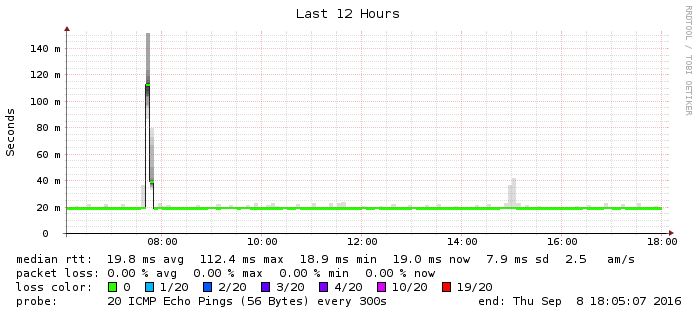 Last 12 Hours
RRDTOOL / TOBI OETIKER
Seconds
140 m
120 m
100 m
80 m
60 m
40 m
20 m
0
08:00 10:00 12:00 14:00 16:00 18:00
median rtt: 19.8 ms avg 112.4 ms max 18.9 ms min 19.0 ms now 7.9 ms sd 2.5 am/s
packet loss: 0.00 % avg 0.00 % max 0.00 % min 0.00 % now
loss color: 0 1/20 2/20 3/20 4/20 10/20 19/20
probe: 20 ICMP Echo Pings (56 Bytes) every 300s end: Thu Sep 8 18:05:07 2016